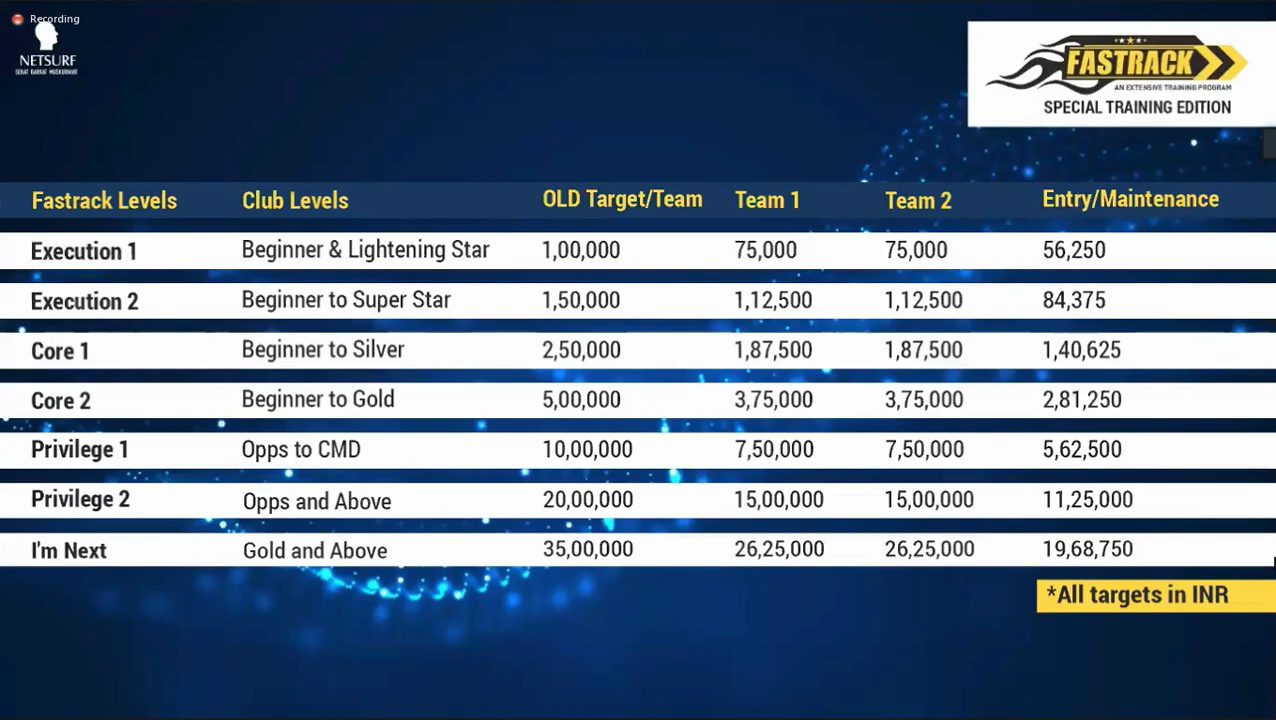 Recording
NETSURF
SEHAT BARKAT MUSKURAHAT
FASTRACK
AN EXTENSIVE TRAINING PROGRAM
SPECIAL TRAINING EDITION
Fastrack Levels Club Levels OLD Target/Team Team 1 Team 2 Entry/Maintenance
Execution 1 Beginner & Lightening Star 1,00,000 75,000 75,000 56,250
Execution 2 Beginner to Super Star 1,50,000 1,12,500 1,12,500 84,375
Core 1 Beginner to Silver 2,50,000 1,87,500 1,87,500 1,40,625
Core 2 Beginner to Gold 5,00,000 3,75,000 3,75,000 2,81,250
Privilege 1 Opps to CMD 10,00,000 7,50,000 7,50,000 5,62,500
Privilege 2 Opps and Above 20,00,000 15,00,000 15,00,000 11,25,000
I'm Next Gold and Above 35,00,000 26,25,000 26,25,000 19,68,750
*All targets in INR